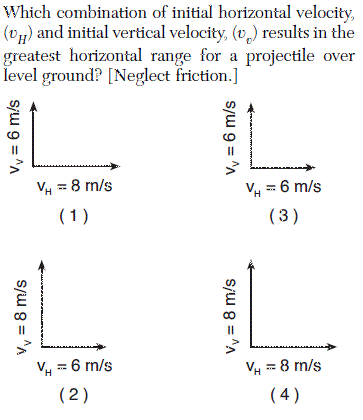 Which combination of initial horizontal velocity,
(v_H) and initial vertical velocity, (v_v) results in the
greatest horizontal range for a projectile over
level ground? [Neglect friction.]
v_v = 6 m/s
v_H = 8 m/s
(1)
v_v = 6 m/s
v_H = 6 m/s
(3)
v_v = 8 m/s
v_H = 6 m/s
(2)
v_v = 8 m/s
v_H = 8 m/s
(4)